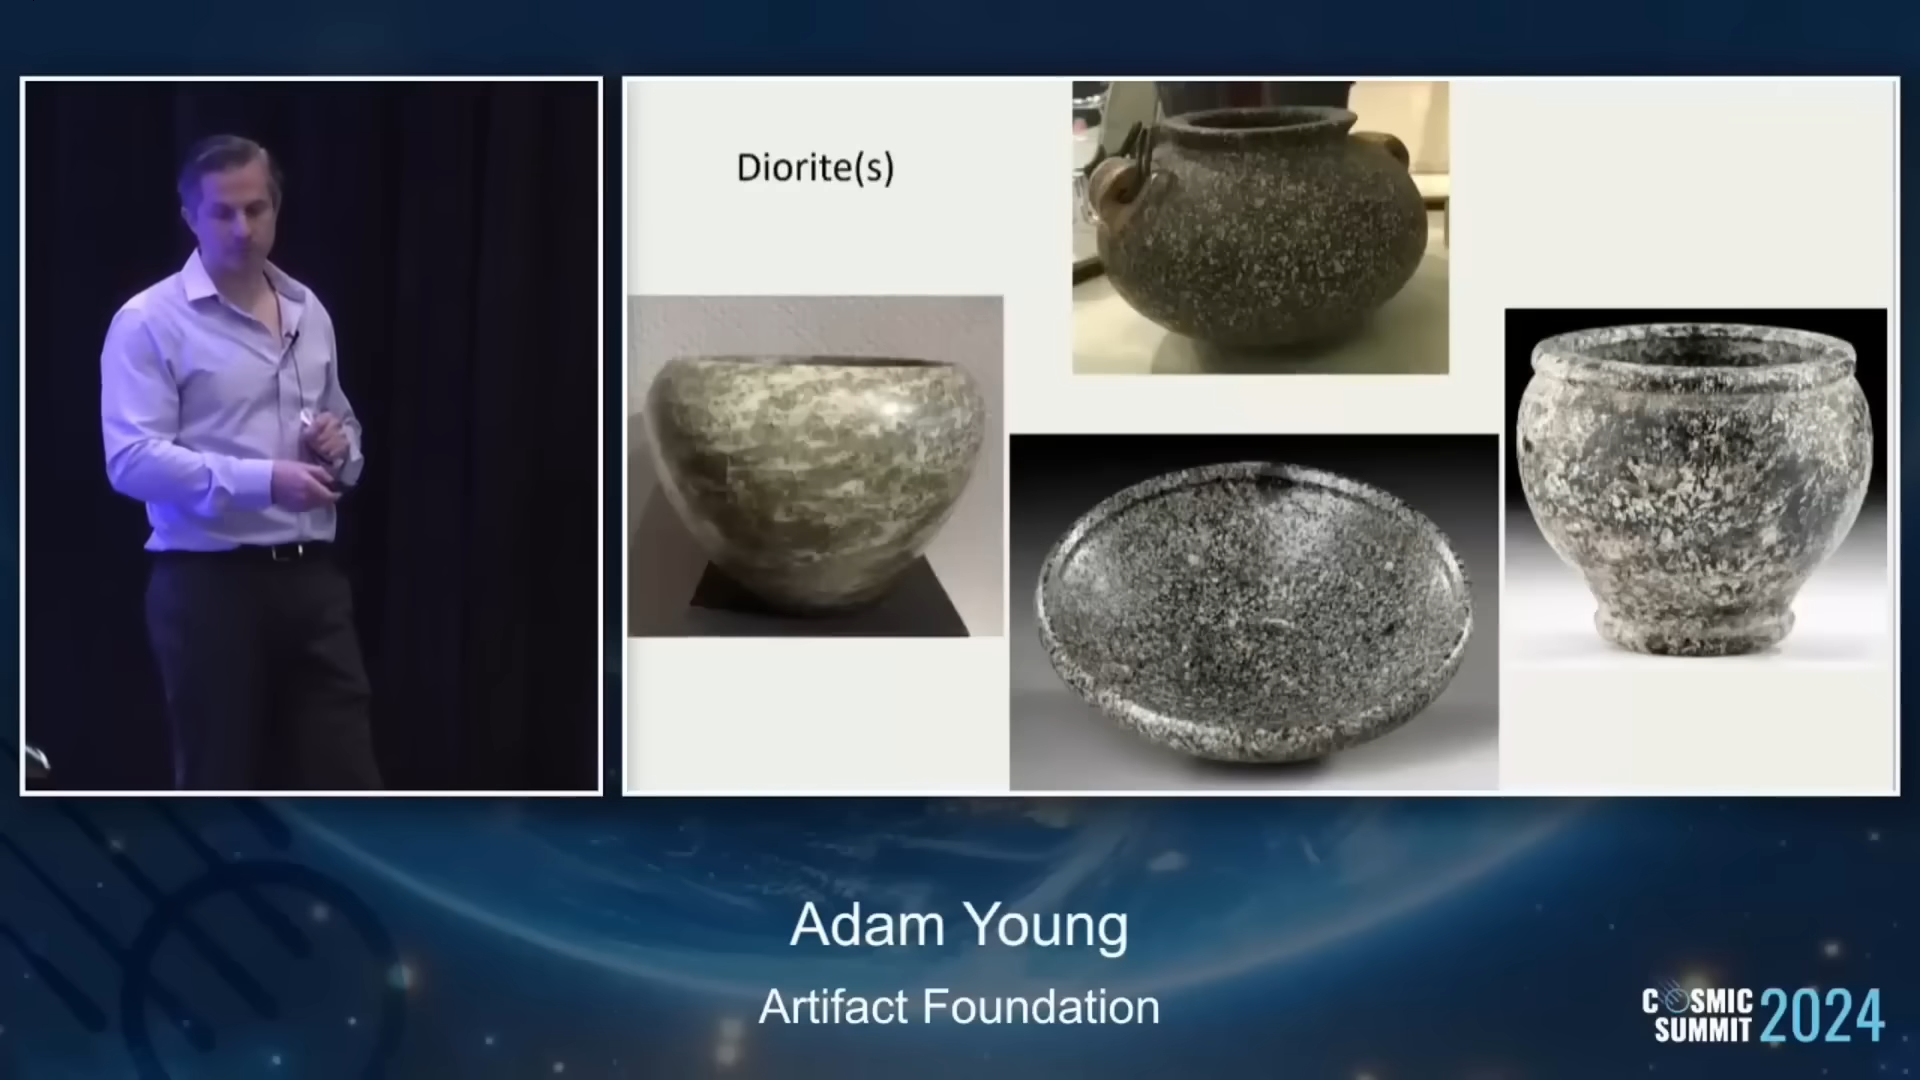 Diorite(s)
Adam Young
Artifact Foundation
COSMIC
SUMMIT 2024